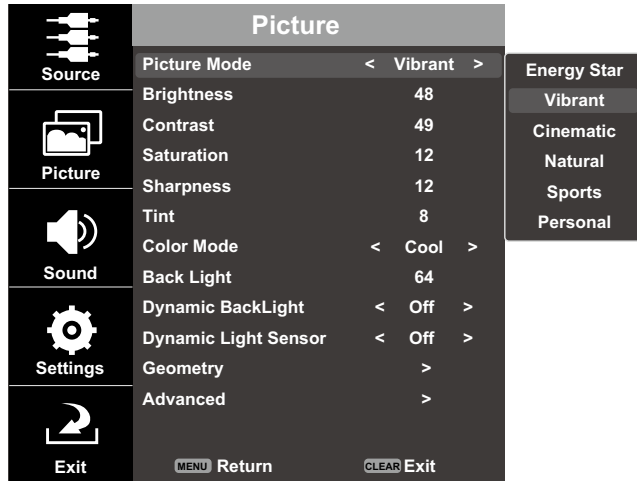 Source
Picture
Sound
Settings
Exit
Picture
Picture Mode < Vibrant >
Brightness 48
Contrast 49
Saturation 12
Sharpness 12
Tint 8
Color Mode < Cool >
Back Light 64
Dynamic BackLight < Off >
Dynamic Light Sensor < Off >
Geometry >
Advanced >
MENU Return CLEAR Exit
Energy Star
Vibrant
Cinematic
Natural
Sports
Personal